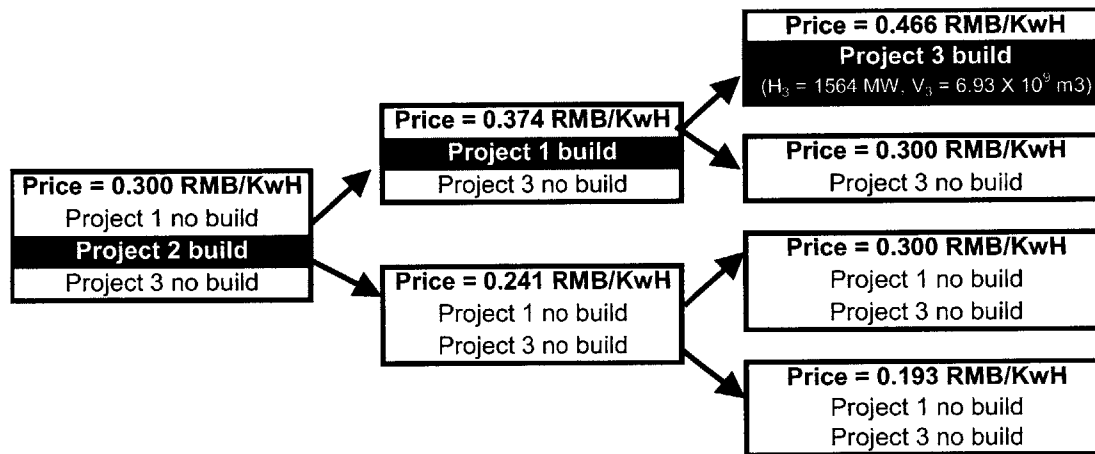 Price = 0.300 RMB/KwH
Project 1 no build
Project 2 build
Project 3 no build
Price = 0.374 RMB/KwH
Project 1 build
Project 3 no build
Price = 0.241 RMB/KwH
Project 1 no build
Project 3 no build
Price = 0.466 RMB/KwH
Project 3 build
(H₃ = 1564 MW, V₃ = 6.93 X 10⁹ m3)
Price = 0.300 RMB/KwH
Project 3 no build
Price = 0.300 RMB/KwH
Project 1 no build
Project 3 no build
Price = 0.193 RMB/KwH
Project 1 no build
Project 3 no build